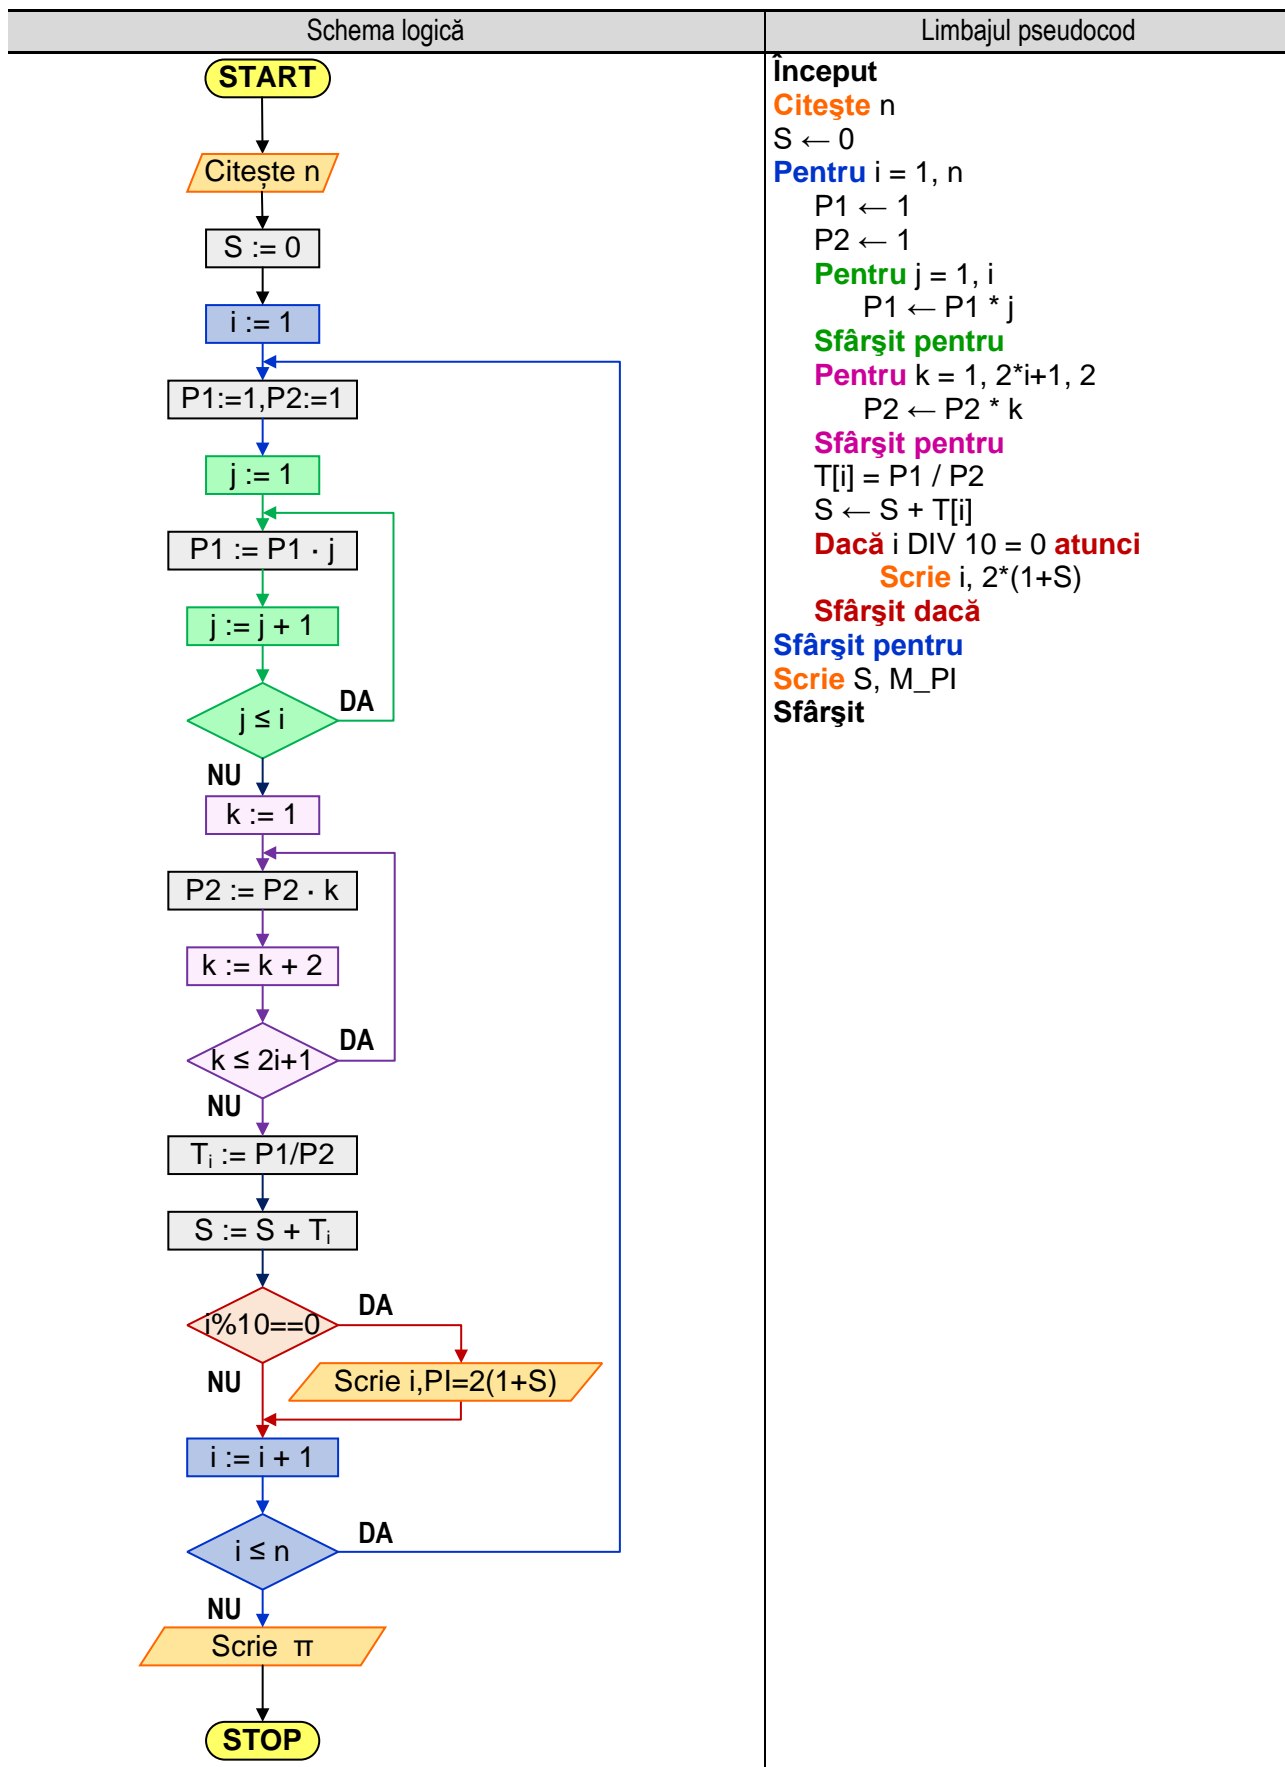 Schema logică
Limbajul pseudocod
START
Citește n
S := 0
i := 1
P1:=1,P2:=1
j := 1
P1 := P1 · j
j := j + 1
j ≤ i
DA
NU
k := 1
P2 := P2 · k
k := k + 2
k ≤ 2i+1
DA
NU
Tᵢ := P1/P2
S := S + Tᵢ
i%10==0
DA
NU
Scrie i,PI=2(1+S)
i := i + 1
i ≤ n
DA
NU
Scrie π
STOP
Început
Citeşte n
S ← 0
Pentru i = 1, n
P1 ← 1
P2 ← 1
Pentru j = 1, i
P1 ← P1 * j
Sfârşit pentru
Pentru k = 1, 2*i+1, 2
P2 ← P2 * k
Sfârşit pentru
T[i] = P1 / P2
S ← S + T[i]
Dacă i DIV 10 = 0 atunci
Scrie i, 2*(1+S)
Sfârşit dacă
Sfârşit pentru
Scrie S, M_PI
Sfârşit